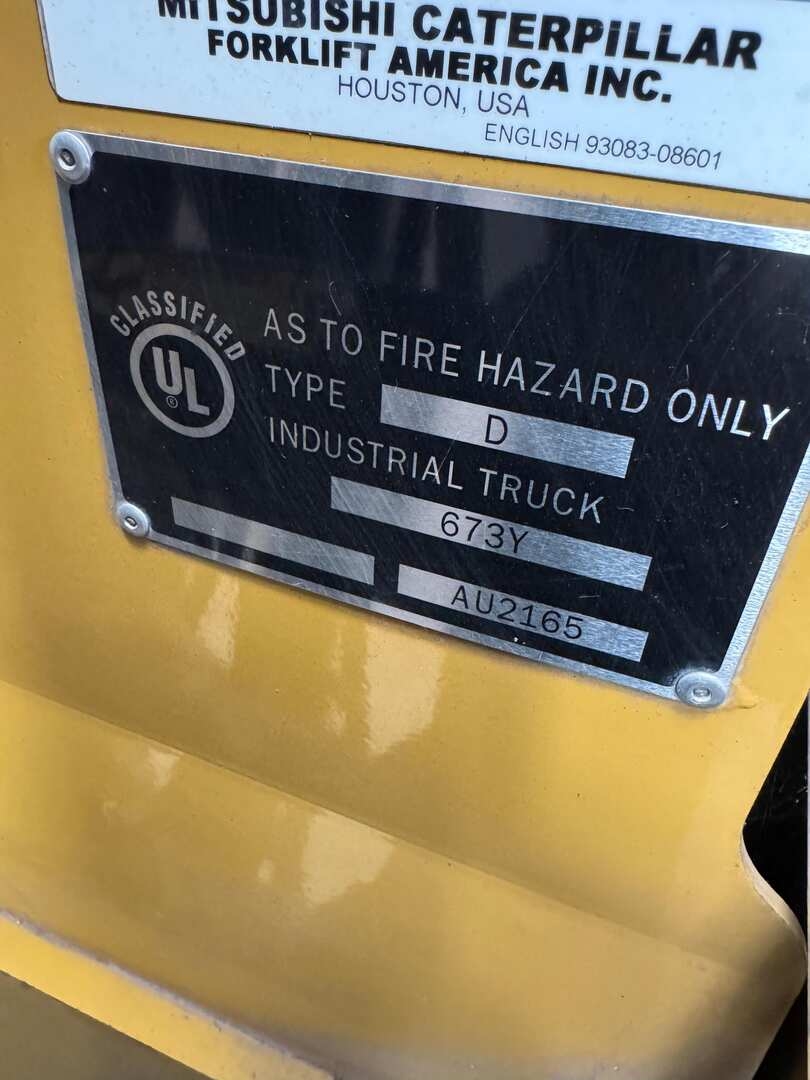 MITSUBISHI CATERPILLAR
FORKLIFT AMERICA INC.
HOUSTON, USA
ENGLISH 93083-08601
CLASSIFIED
UL
®
AS TO FIRE HAZARD ONLY
TYPE D
INDUSTRIAL TRUCK
673Y
AU2165